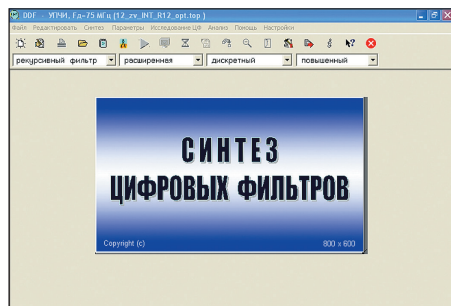 DDF - УПЧИ, Fд=75 МГц (12_zv_INT_R12_opt.top )
Файл Редактировать Синтез Параметры Исследование ЦФ Анализ Помощь Настройки
рекурсивный фильтр расширенная дискретный повышенный
СИНТЕЗ
ЦИФРОВЫХ ФИЛЬТРОВ
Copyright (c) 800 x 600